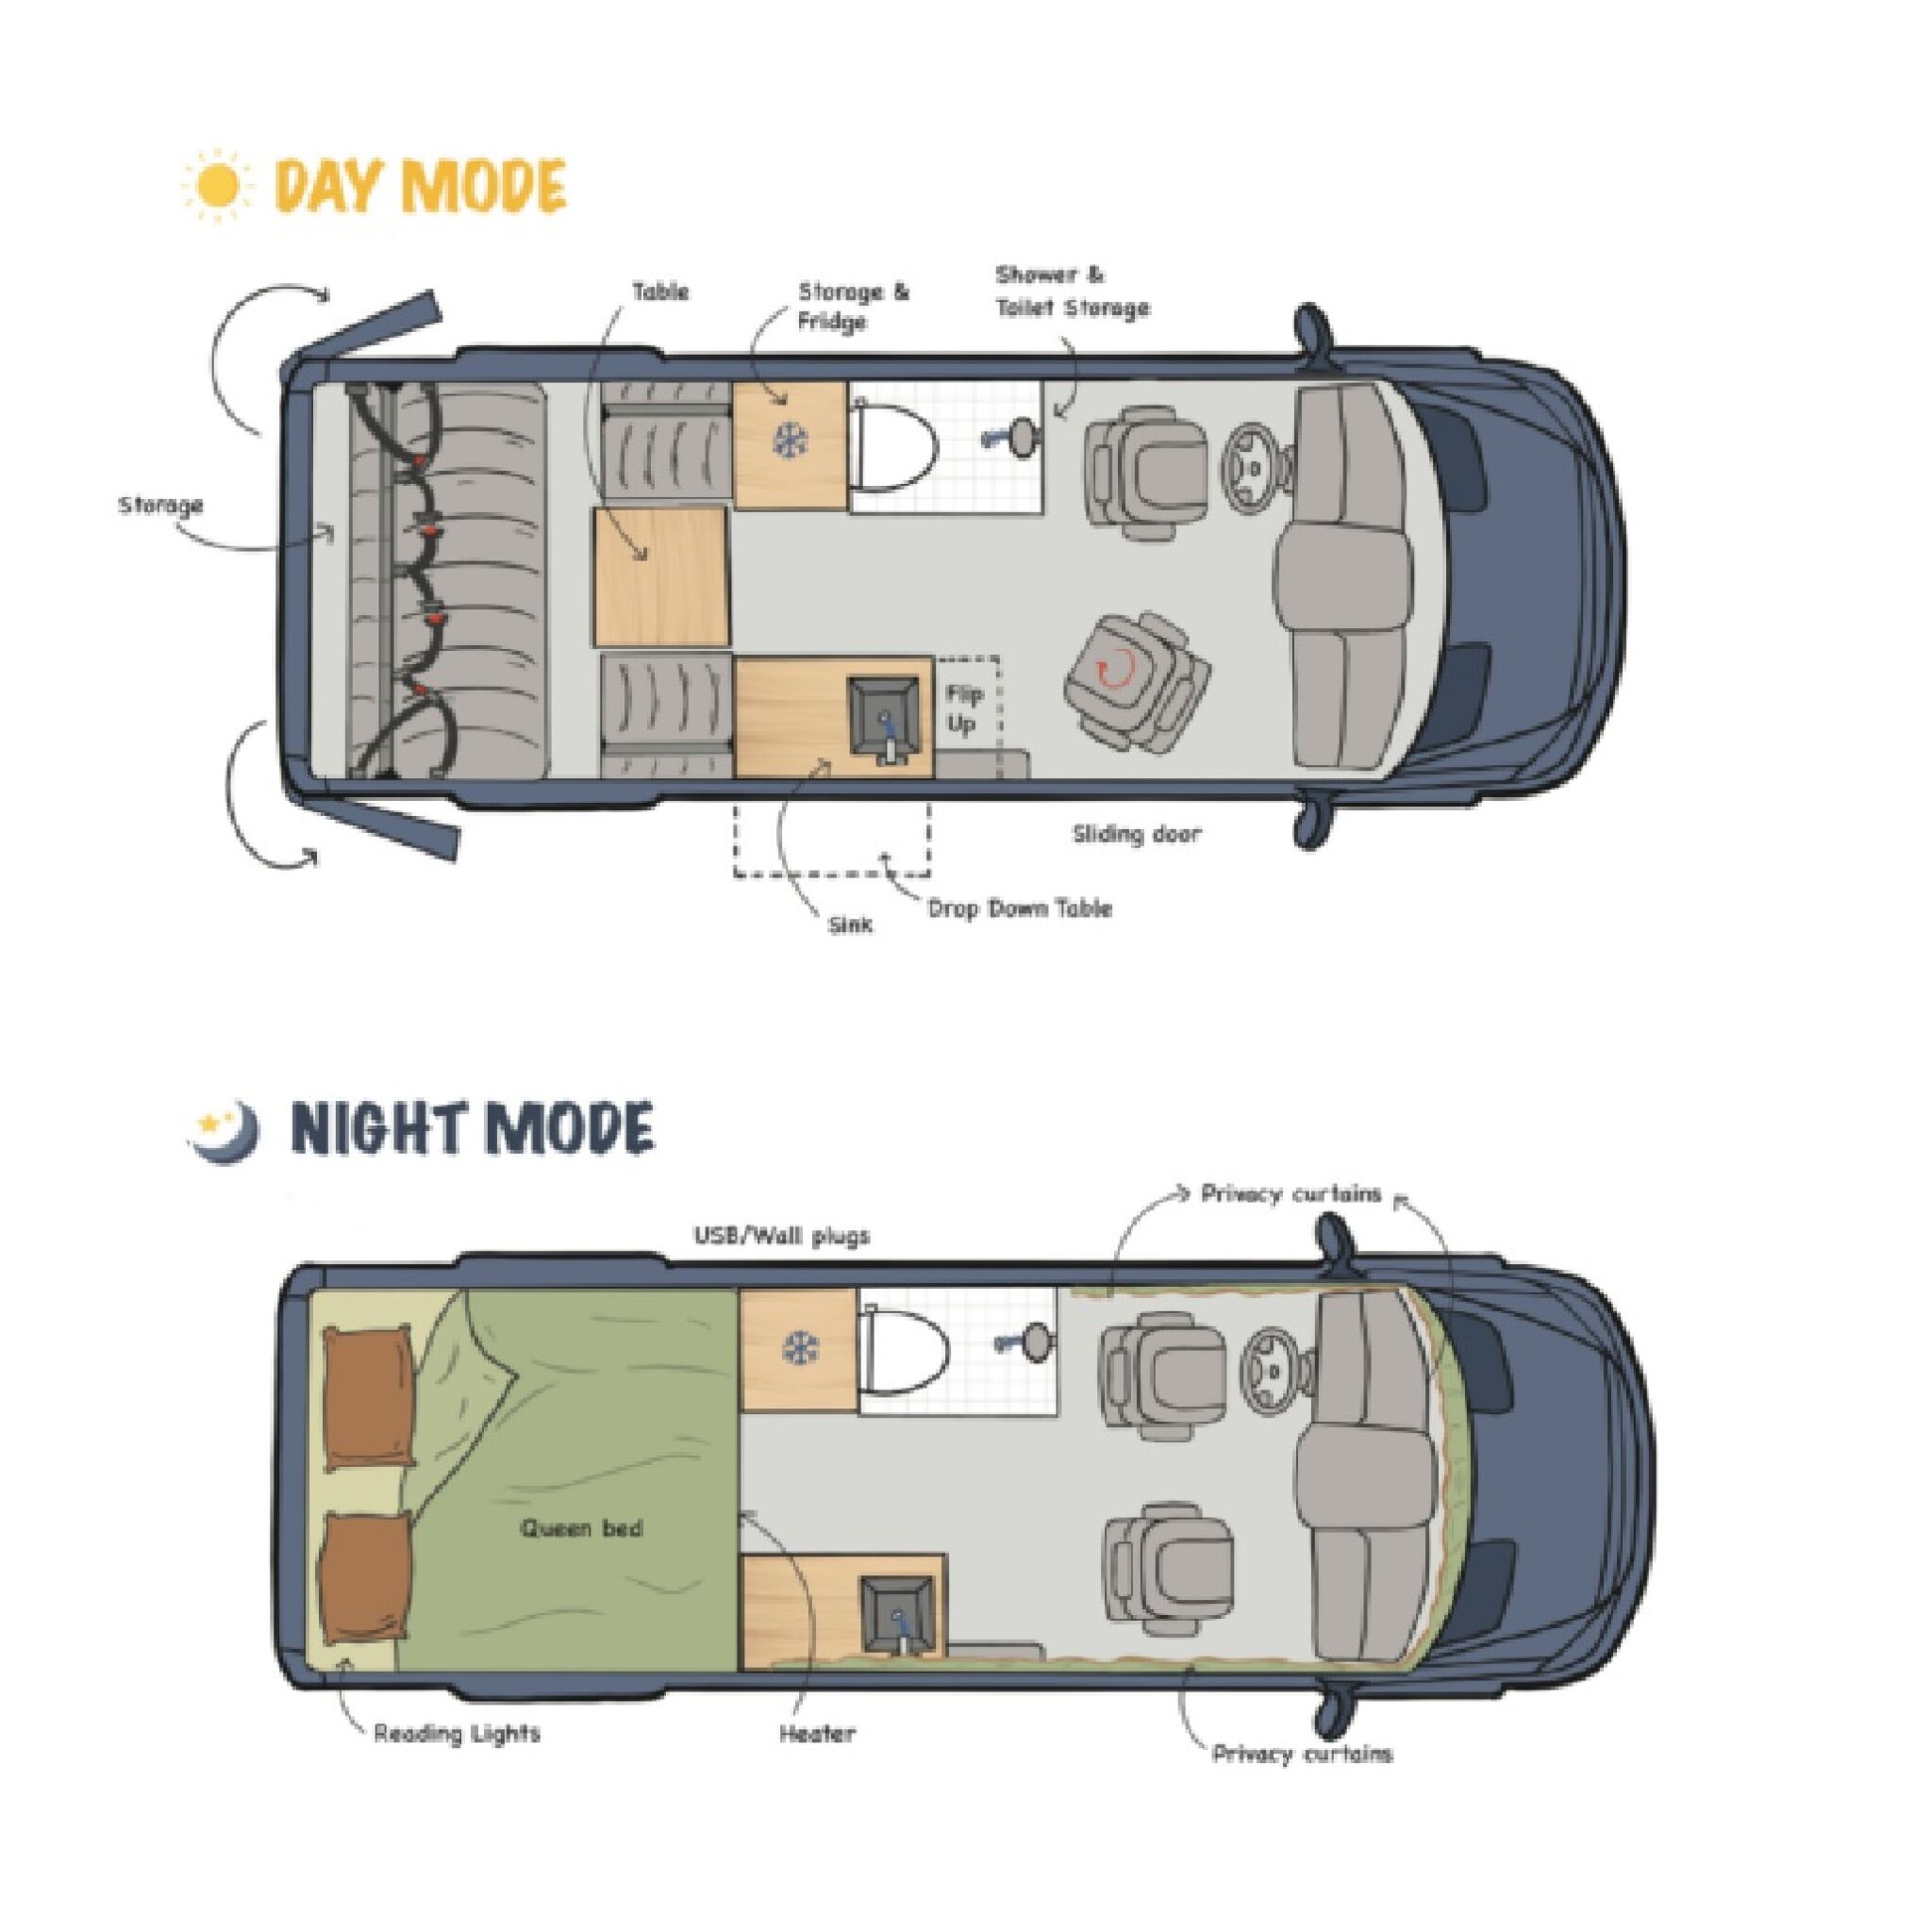 DAY MODE
Table
Storage &
Fridge
Shower &
Toilet Storage
Storage
Flip
Up
Sliding door
Drop Down Table
Sink
NIGHT MODE
Privacy curtains
USB/Wall plugs
Queen bed
Reading Lights
Heater
Privacy curtains